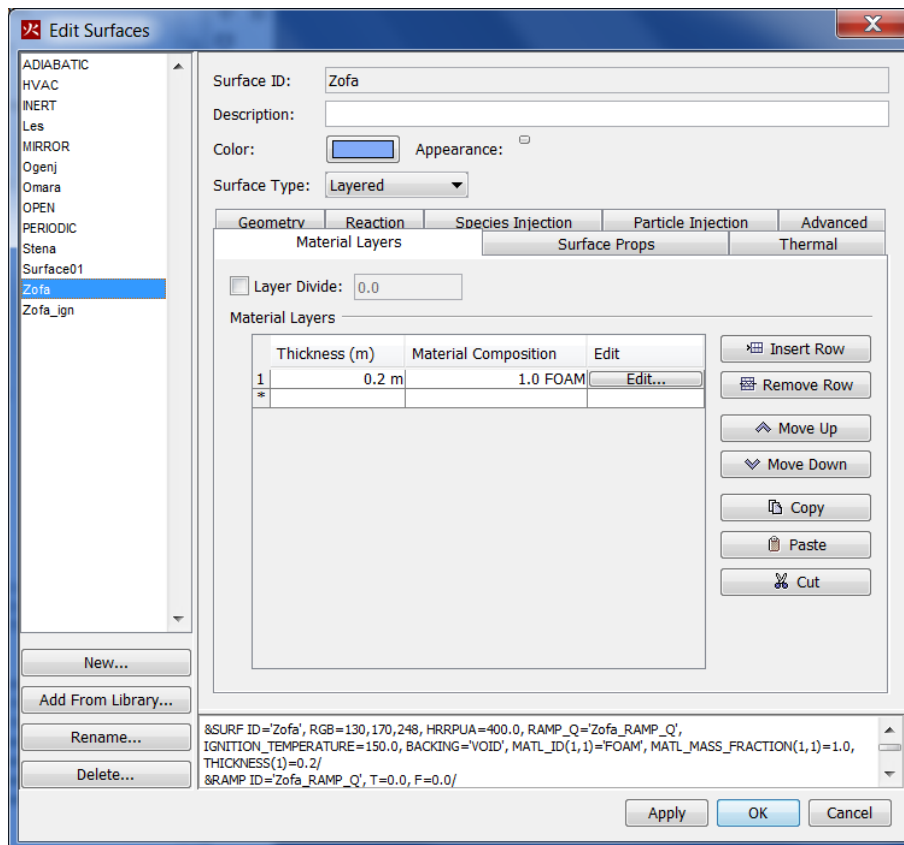 Edit Surfaces
X
ADIABATIC
HVAC
INERT
Les
MIRROR
Ogenj
Omara
OPEN
PERIODIC
Stena
Surface01
Zofa
Zofa_ign
New...
Add From Library...
Rename...
Delete...
Surface ID: Zofa
Description:
Color: Appearance:
Surface Type: Layered
Geometry Reaction Species Injection Particle Injection Advanced
Material Layers Surface Props Thermal
Layer Divide: 0.0
Material Layers
Thickness (m) Material Composition Edit
1 0.2 m 1.0 FOAM Edit...
*
Insert Row
Remove Row
Move Up
Move Down
Copy
Paste
Cut
&SURF ID='Zofa', RGB=130,170,248, HRRPUA=400.0, RAMP_Q='Zofa_RAMP_Q',
IGNITION_TEMPERATURE=150.0, BACKING='VOID', MATL_ID(1,1)='FOAM', MATL_MASS_FRACTION(1,1)=1.0,
THICKNESS(1)=0.2/
&RAMP ID='Zofa_RAMP_Q', T=0.0, F=0.0/
Apply OK Cancel